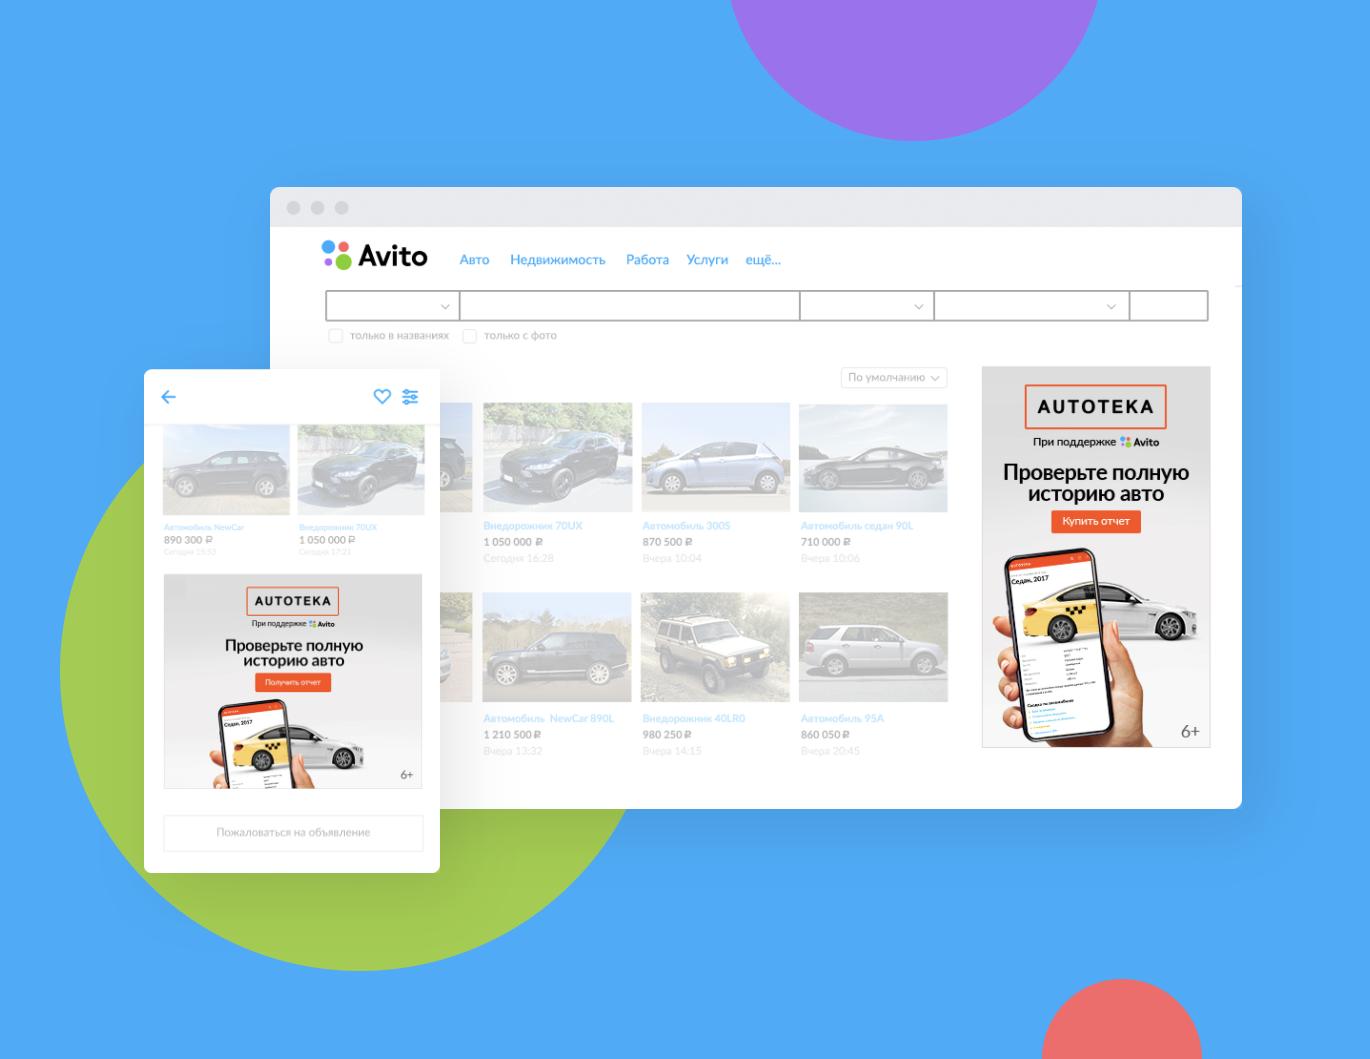 Avito
Авто Недвижимость Работа Услуги ещё...
только в названиях только с фото
По умолчанию
Внедорожник 70UX
1 050 000 ₽
Сегодня 16:28
Автомобиль 300S
870 500 ₽
Вчера 10:04
Автомобиль седан 90L
710 000 ₽
Вчера 10:06
Автомобиль NewCar 890L
1 210 500 ₽
Вчера 13:32
Внедорожник 40LR0
980 250 ₽
Вчера 14:15
Автомобиль 95A
860 050 ₽
Вчера 20:45
AUTOTEKA
При поддержке Avito
Проверьте полную
историю авто
Купить отчет
Седан, 2017
6+
Автомобиль NewCar
890 300 ₽
Внедорожник 70UX
1 050 000 ₽
Сегодня 17:21
AUTOTEKA
При поддержке Avito
Проверьте полную
историю авто
Получить отчет
Седан, 2017
6+
Пожаловаться на объявление